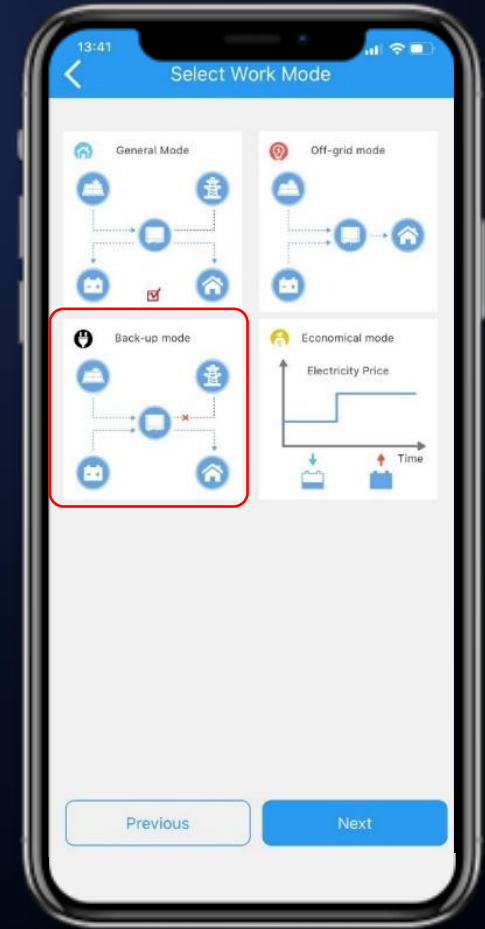 13:41
Select Work Mode
General Mode
Off-grid mode
Back-up mode
Economical mode
Electricity Price
Time
Previous
Next